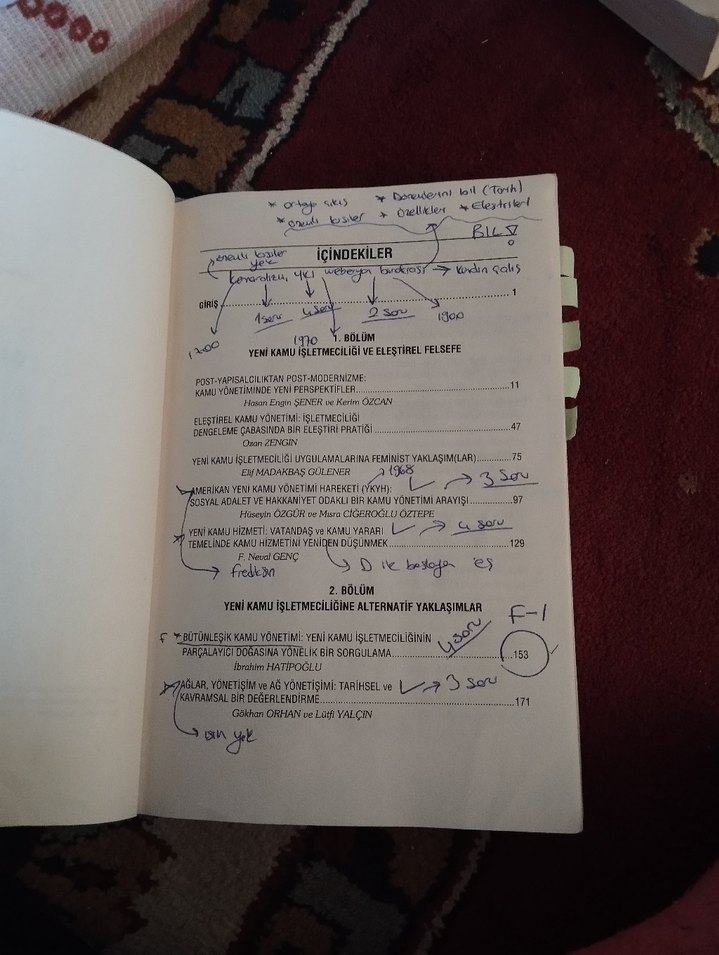 * ortaya çıkış * Dönemlerini bil (Tarih)
* önemli kişiler * özellikler * Eleştirileri
BİL !
önemli kişiler
yok
İÇİNDEKİLER
kameralizm, YKİ weberyan bürokrasi → kendin çalış
GİRİŞ 1
1 soru 4 soru 2 soru
1700 1970 1900
1. BÖLÜM
YENİ KAMU İŞLETMECİLİĞİ VE ELEŞTİREL FELSEFE
POST-YAPISALCILIKTAN POST-MODERNİZME:
KAMU YÖNETİMİNDE YENİ PERSPEKTİFLER 11
Hasan Engin ŞENER ve Kerim ÖZCAN
ELEŞTİREL KAMU YÖNETİMİ: İŞLETMECİLİĞİ
DENGELEME ÇABASINDA BİR ELEŞTİRİ PRATİĞİ 47
Ozan ZENGİN
YENİ KAMU İŞLETMECİLİĞİ UYGULAMALARINA FEMİNİST YAKLAŞIM(LAR) 75
Elif MADAKBAŞ GÜLENER
1968
AMERİKAN YENİ KAMU YÖNETİMİ HAREKETİ (YKYH): → 3 soru
SOSYAL ADALET VE HAKKANİYET ODAKLI BİR KAMU YÖNETİMİ ARAYIŞI 97
Hüseyin ÖZGÜR ve Mısra CİĞEROĞLU ÖZTEPE
YENİ KAMU HİZMETİ: VATANDAŞ ve KAMU YARARI → 4 soru
TEMELİNDE KAMU HİZMETİNİ YENİDEN DÜŞÜNMEK 129
F. Neval GENÇ
D ile başlayan
2. BÖLÜM
YENİ KAMU İŞLETMECİLİĞİNE ALTERNATİF YAKLAŞIMLAR
F-1
F * BÜTÜNLEŞİK KAMU YÖNETİMİ: YENİ KAMU İŞLETMECİLİĞİNİN 4 soru
PARÇALAYICI DOĞASINA YÖNELİK BİR SORGULAMA 153
İbrahim HATİPOĞLU
AĞLAR, YÖNETİŞİM ve AĞ YÖNETİŞİMİ: TARİHSEL ve → 3 soru
KAVRAMSAL BİR DEĞERLENDİRME 171
Gökhan ORHAN ve Lütfi YALÇIN
isim yok